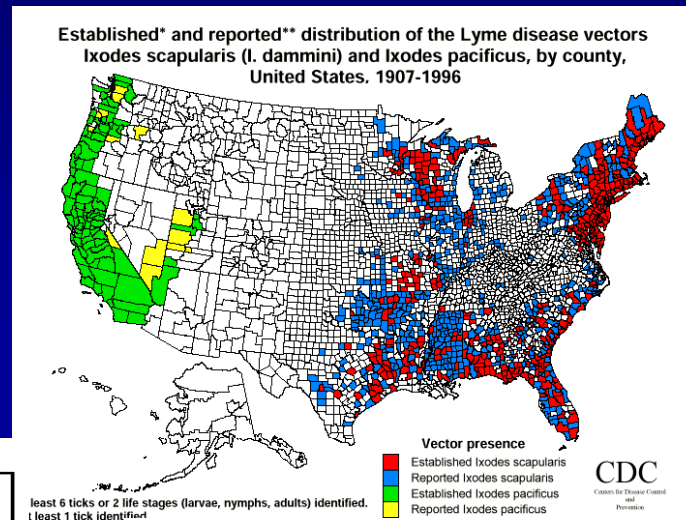 Established* and reported** distribution of the Lyme disease vectors
Ixodes scapularis (I. dammini) and Ixodes pacificus, by county,
United States, 1907-1996
Vector presence
Established Ixodes scapularis
Reported Ixodes scapularis
Established Ixodes pacificus
Reported Ixodes pacificus
CDC
Centers for Disease Control
and
Prevention
least 6 ticks or 2 life stages (larvae, nymphs, adults) identified.
least 1 tick identified